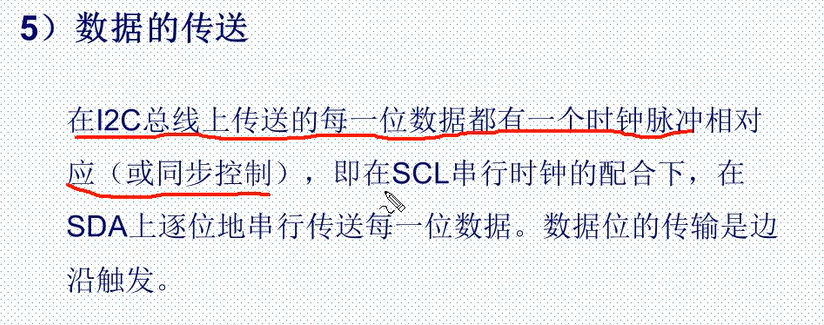 5）数据的传送
在I2C总线上传送的每一位数据都有一个时钟脉冲相对
应（或同步控制），即在SCL串行时钟的配合下，在
SDA上逐位地串行传送每一位数据。数据位的传输是边
沿触发。